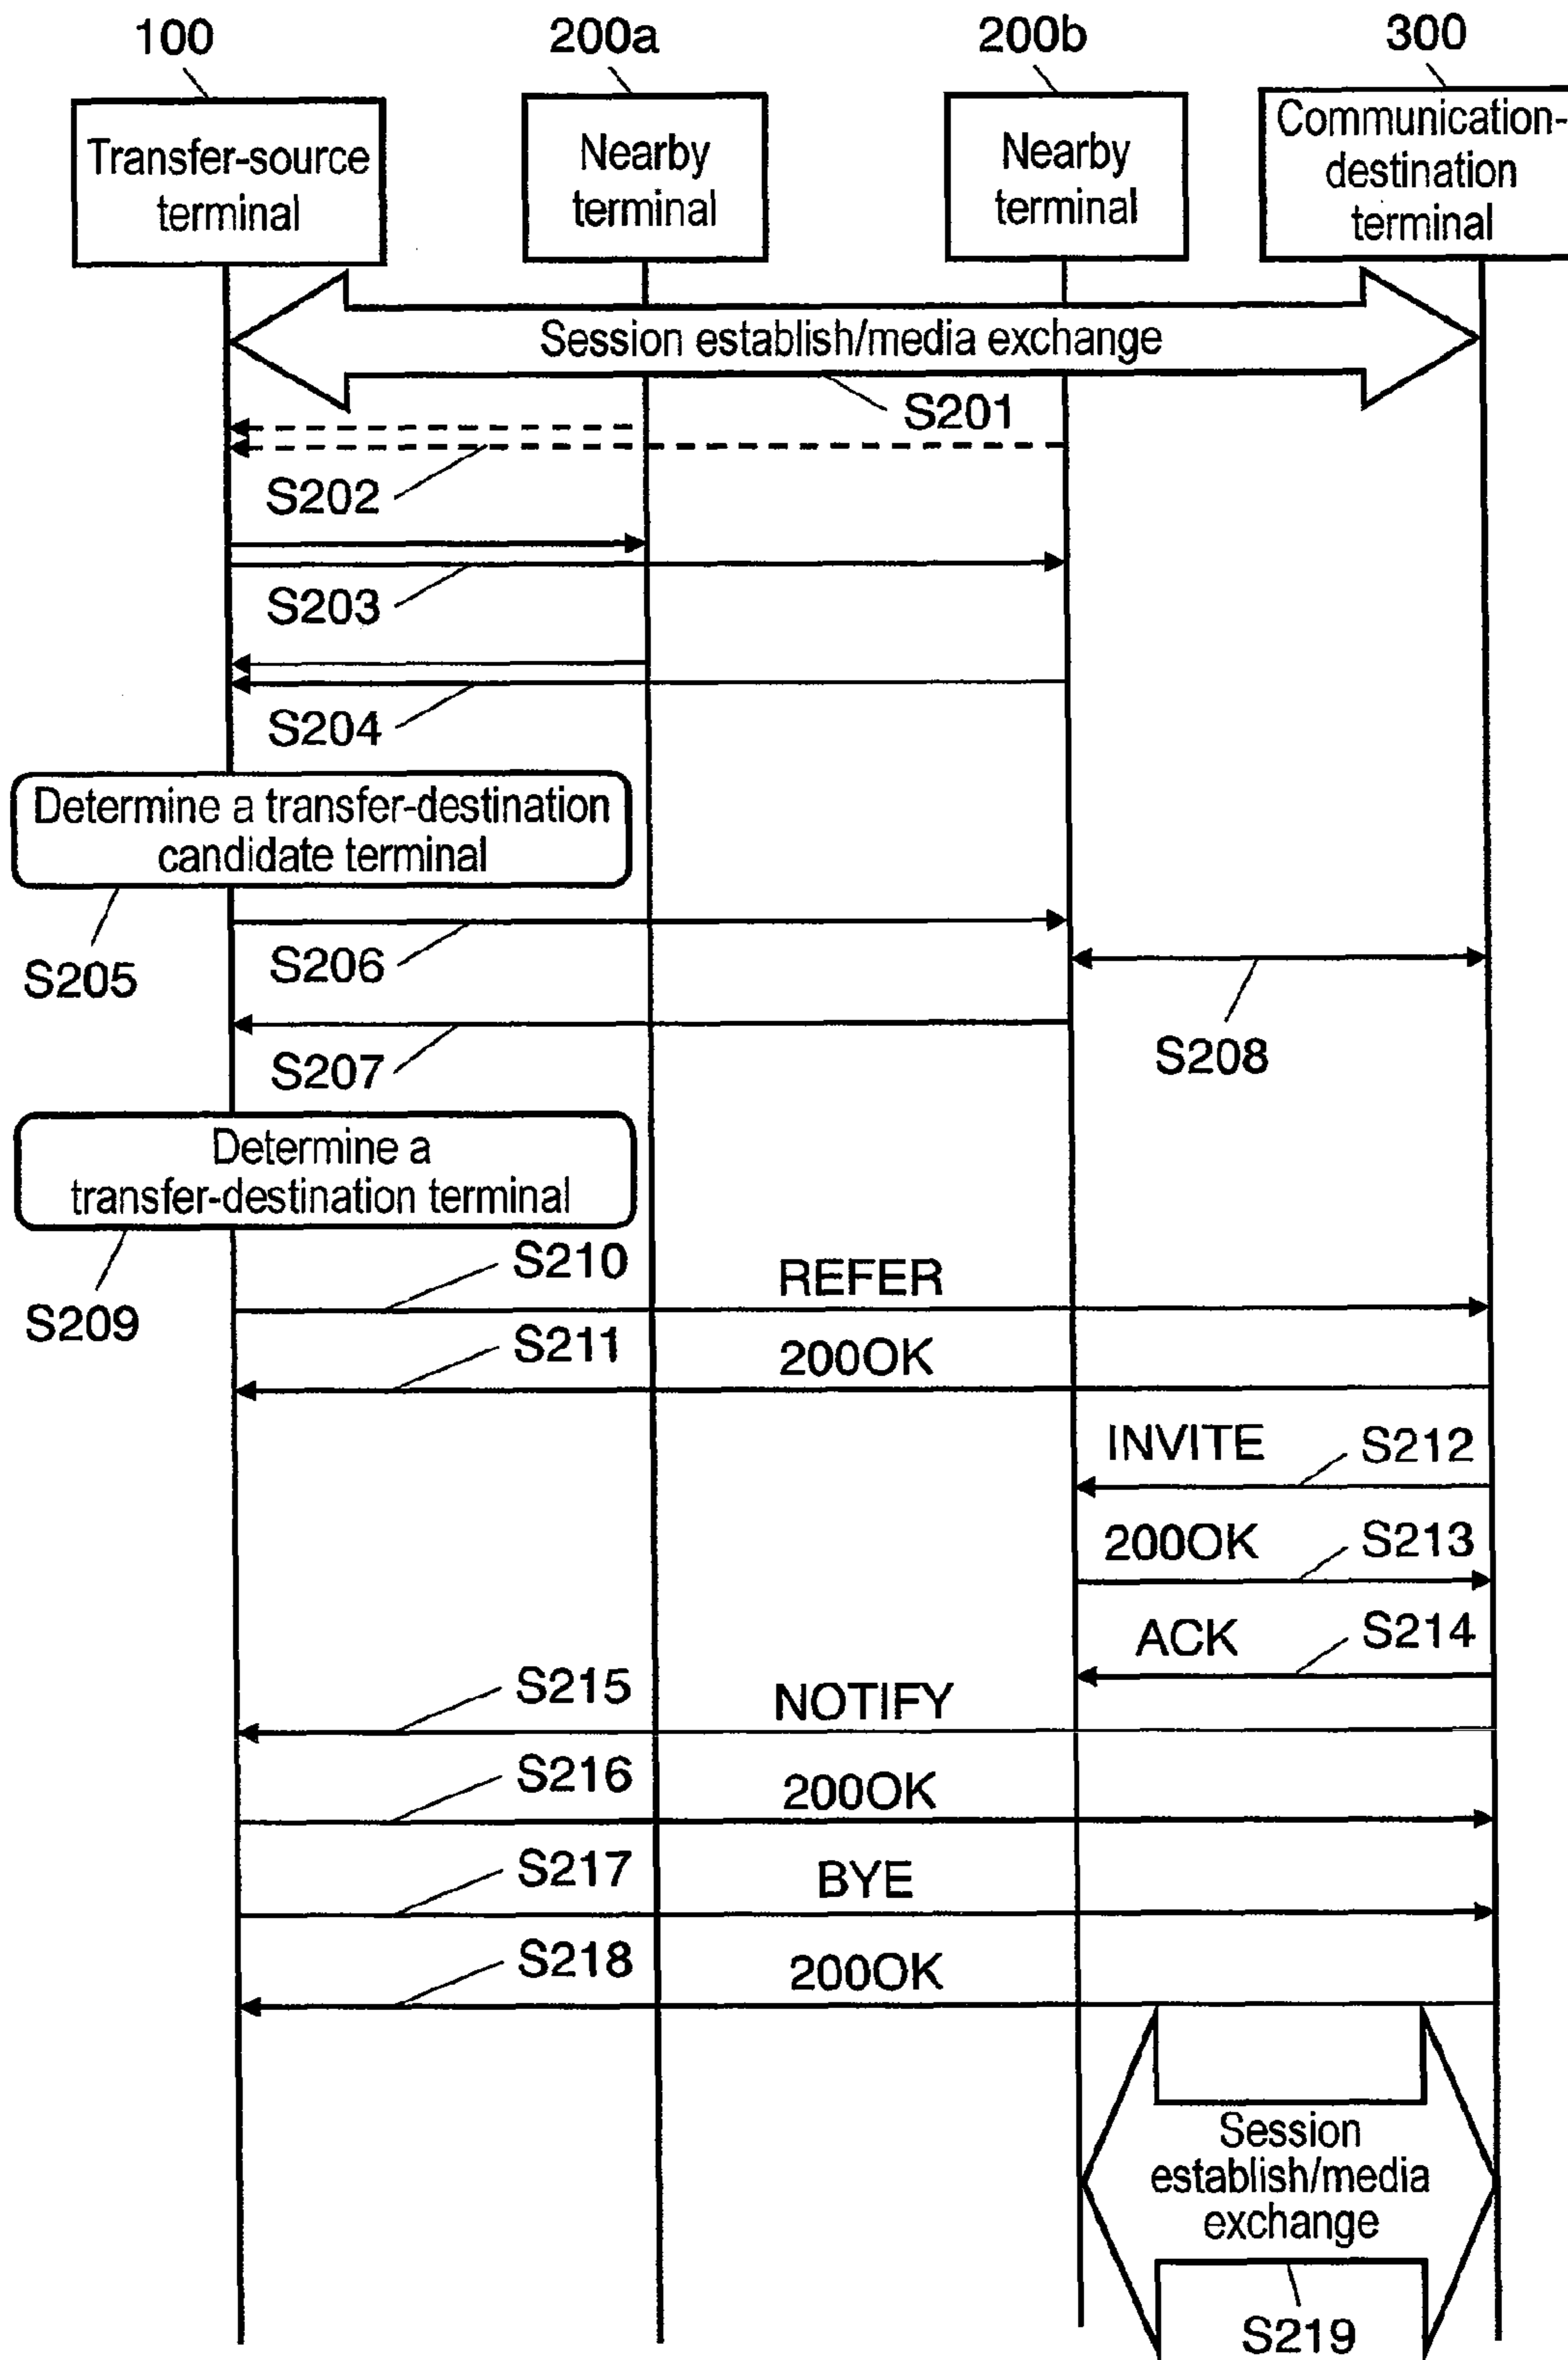 100
200a
200b
300
Transfer-source
terminal
Nearby
terminal
Nearby
terminal
Communication-
destination
terminal
Session establish/media exchange
S201
S202
S203
S204
Determine a transfer-destination
candidate terminal
S205
S206
S208
S207
Determine a
transfer-destination terminal
S209
S210
REFER
S211
200OK
INVITE
S212
200OK
S213
ACK
S214
S215
NOTIFY
S216
200OK
S217
BYE
S218
200OK
Session
establish/media
exchange
S219